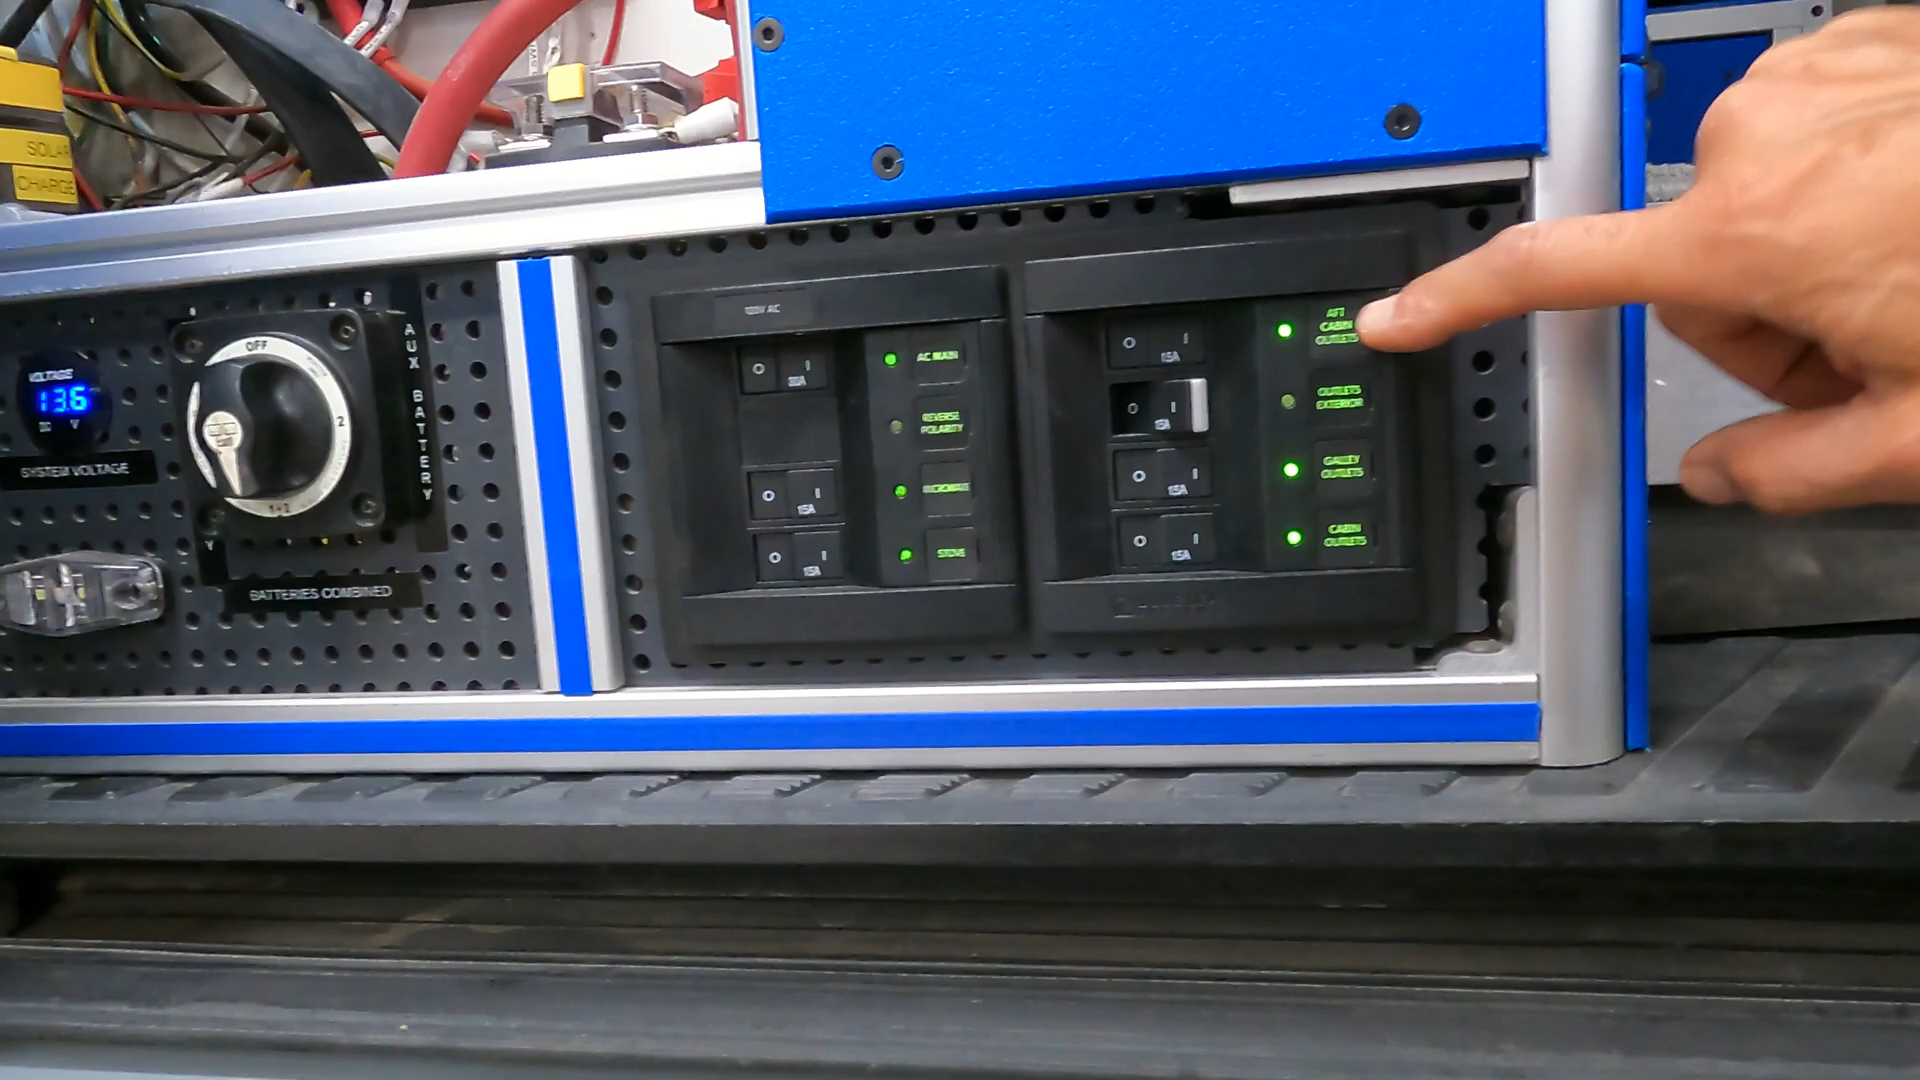 SOLAR
CHARGE
VOLTAGE
13.6
DC V
SYSTEM VOLTAGE
OFF
2
1+2
AUX BATTERY
BATTERIES COMBINED
120V AC
O I
30A
AC MAIN
REVERSE
POLARITY
O I
15A
MICROWAVE
O I
15A
STOVE
O I
15A
AFT
CABIN
OUTLETS
O I
15A
OUTLETS
EXTERIOR
O I
15A
GALLEY
OUTLETS
O I
15A
CABIN
OUTLETS